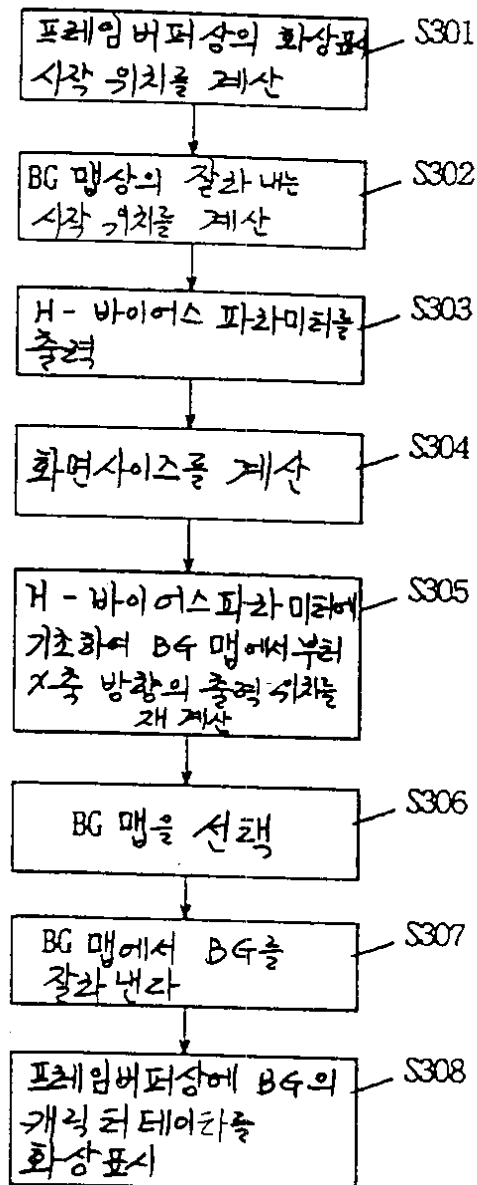 프레임버퍼상의 화상표시
S301
시작 위치를 계산
BG 맵상의 잘라 내는
S302
시작 위치를 계산
H - 바이어스 파라미터를
S303
출력
화면사이즈를 계산
S304
H - 바이어스파라미터에
S305
기초하여 BG 맵에서부터
X축 방향의 출력 위치를
재 계산
BG 맵을 선택
S306
BG 맵에서 BG를
S307
잘라 낸다
프레임버퍼상에 BG의
S308
캐릭터 데이타를
화상표시